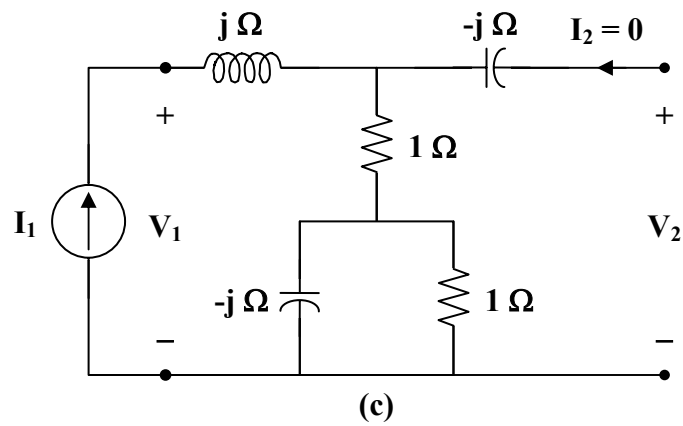 j Ω
-j Ω
I₂ = 0
+
+
1 Ω
I₁
V₁
V₂
-j Ω
1 Ω
–
–
(c)